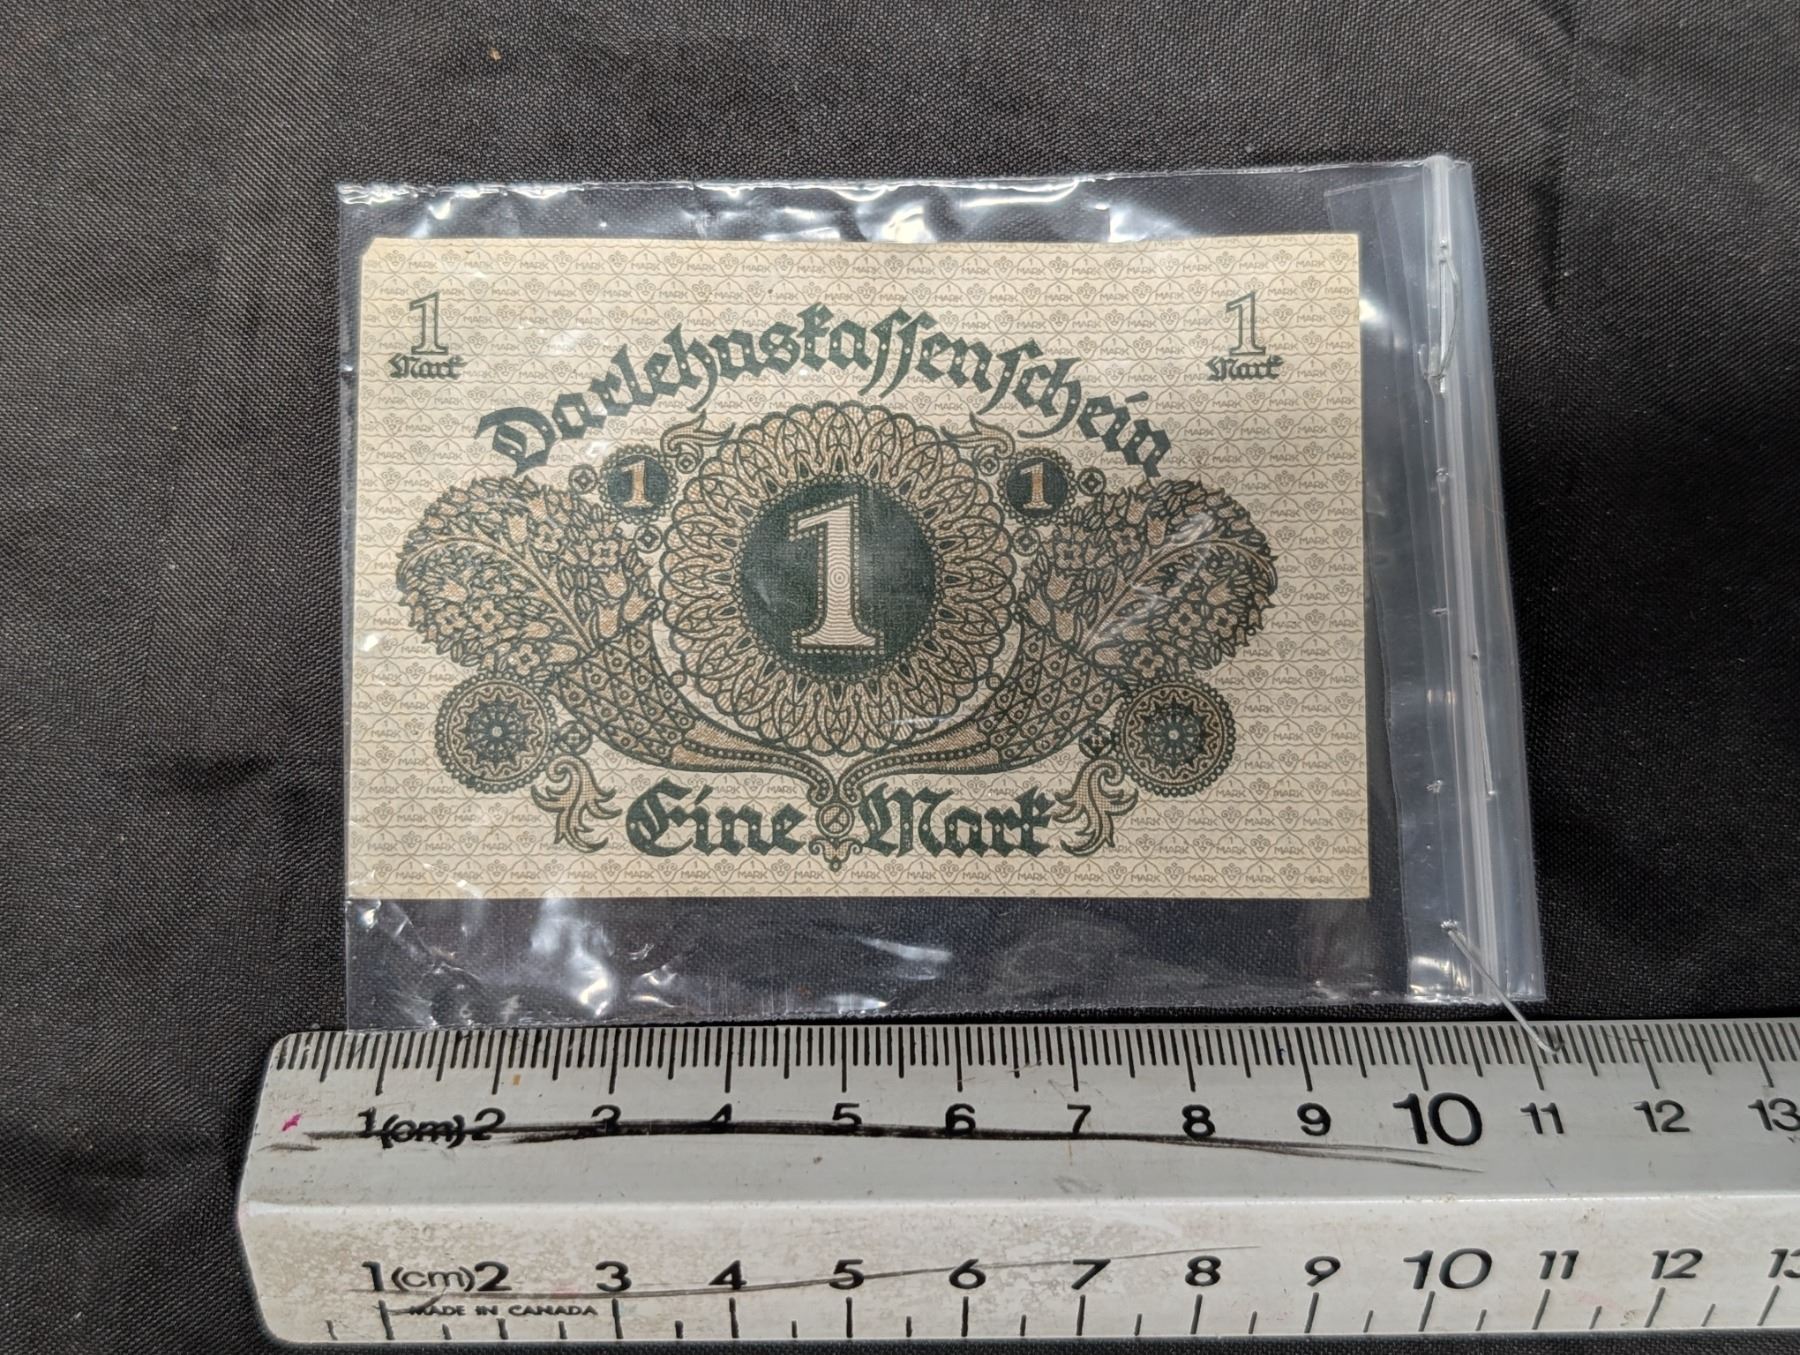 1 1
Mark Mark
Darlehnskassenschein
1 1
1
Eine Mark
1 (cm) 2 3 4 5 6 7 8 9 10 11 12 13
1 (cm) 2 3 4 5 6 7 8 9 10 11 12 13
MADE IN CANADA